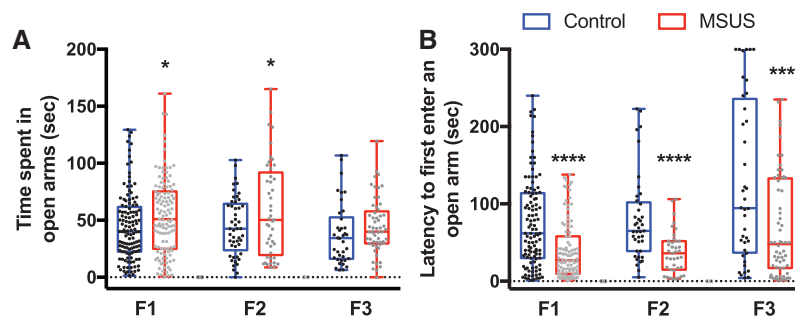 Control MSUS
A
B
Time spent in
open arms (sec)
200
150
100
50
0
* *
F1 F2 F3
Latency to first enter an
open arm (sec)
300
200
100
0
**** **** ***
F1 F2 F3